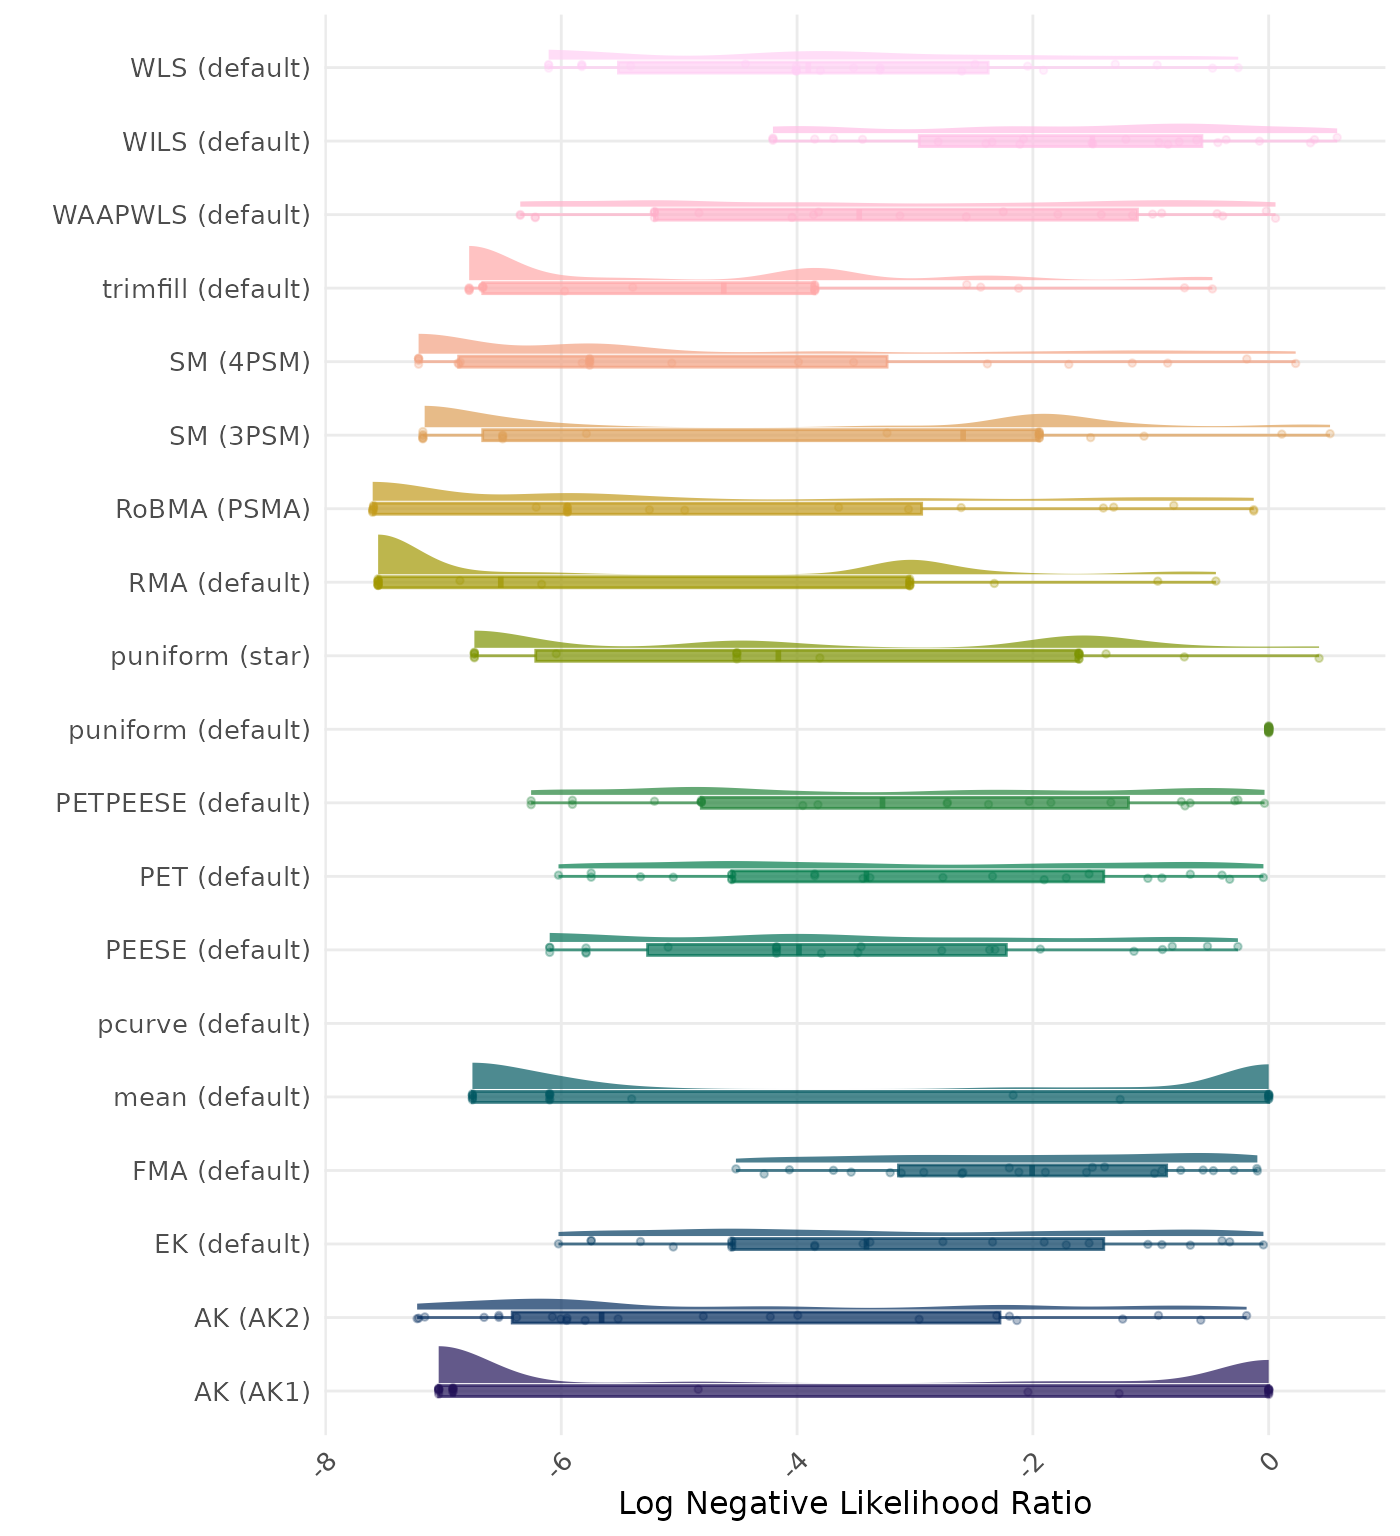 WLS (default)
WILS (default)
WAAPWLS (default)
trimfill (default)
SM (4PSM)
SM (3PSM)
RoBMA (PSMA)
RMA (default)
puniform (star)
puniform (default)
PETPEESE (default)
PET (default)
PEESE (default)
pcurve (default)
mean (default)
FMA (default)
EK (default)
AK (AK2)
AK (AK1)
-8 -6 -4 -2 0
Log Negative Likelihood Ratio